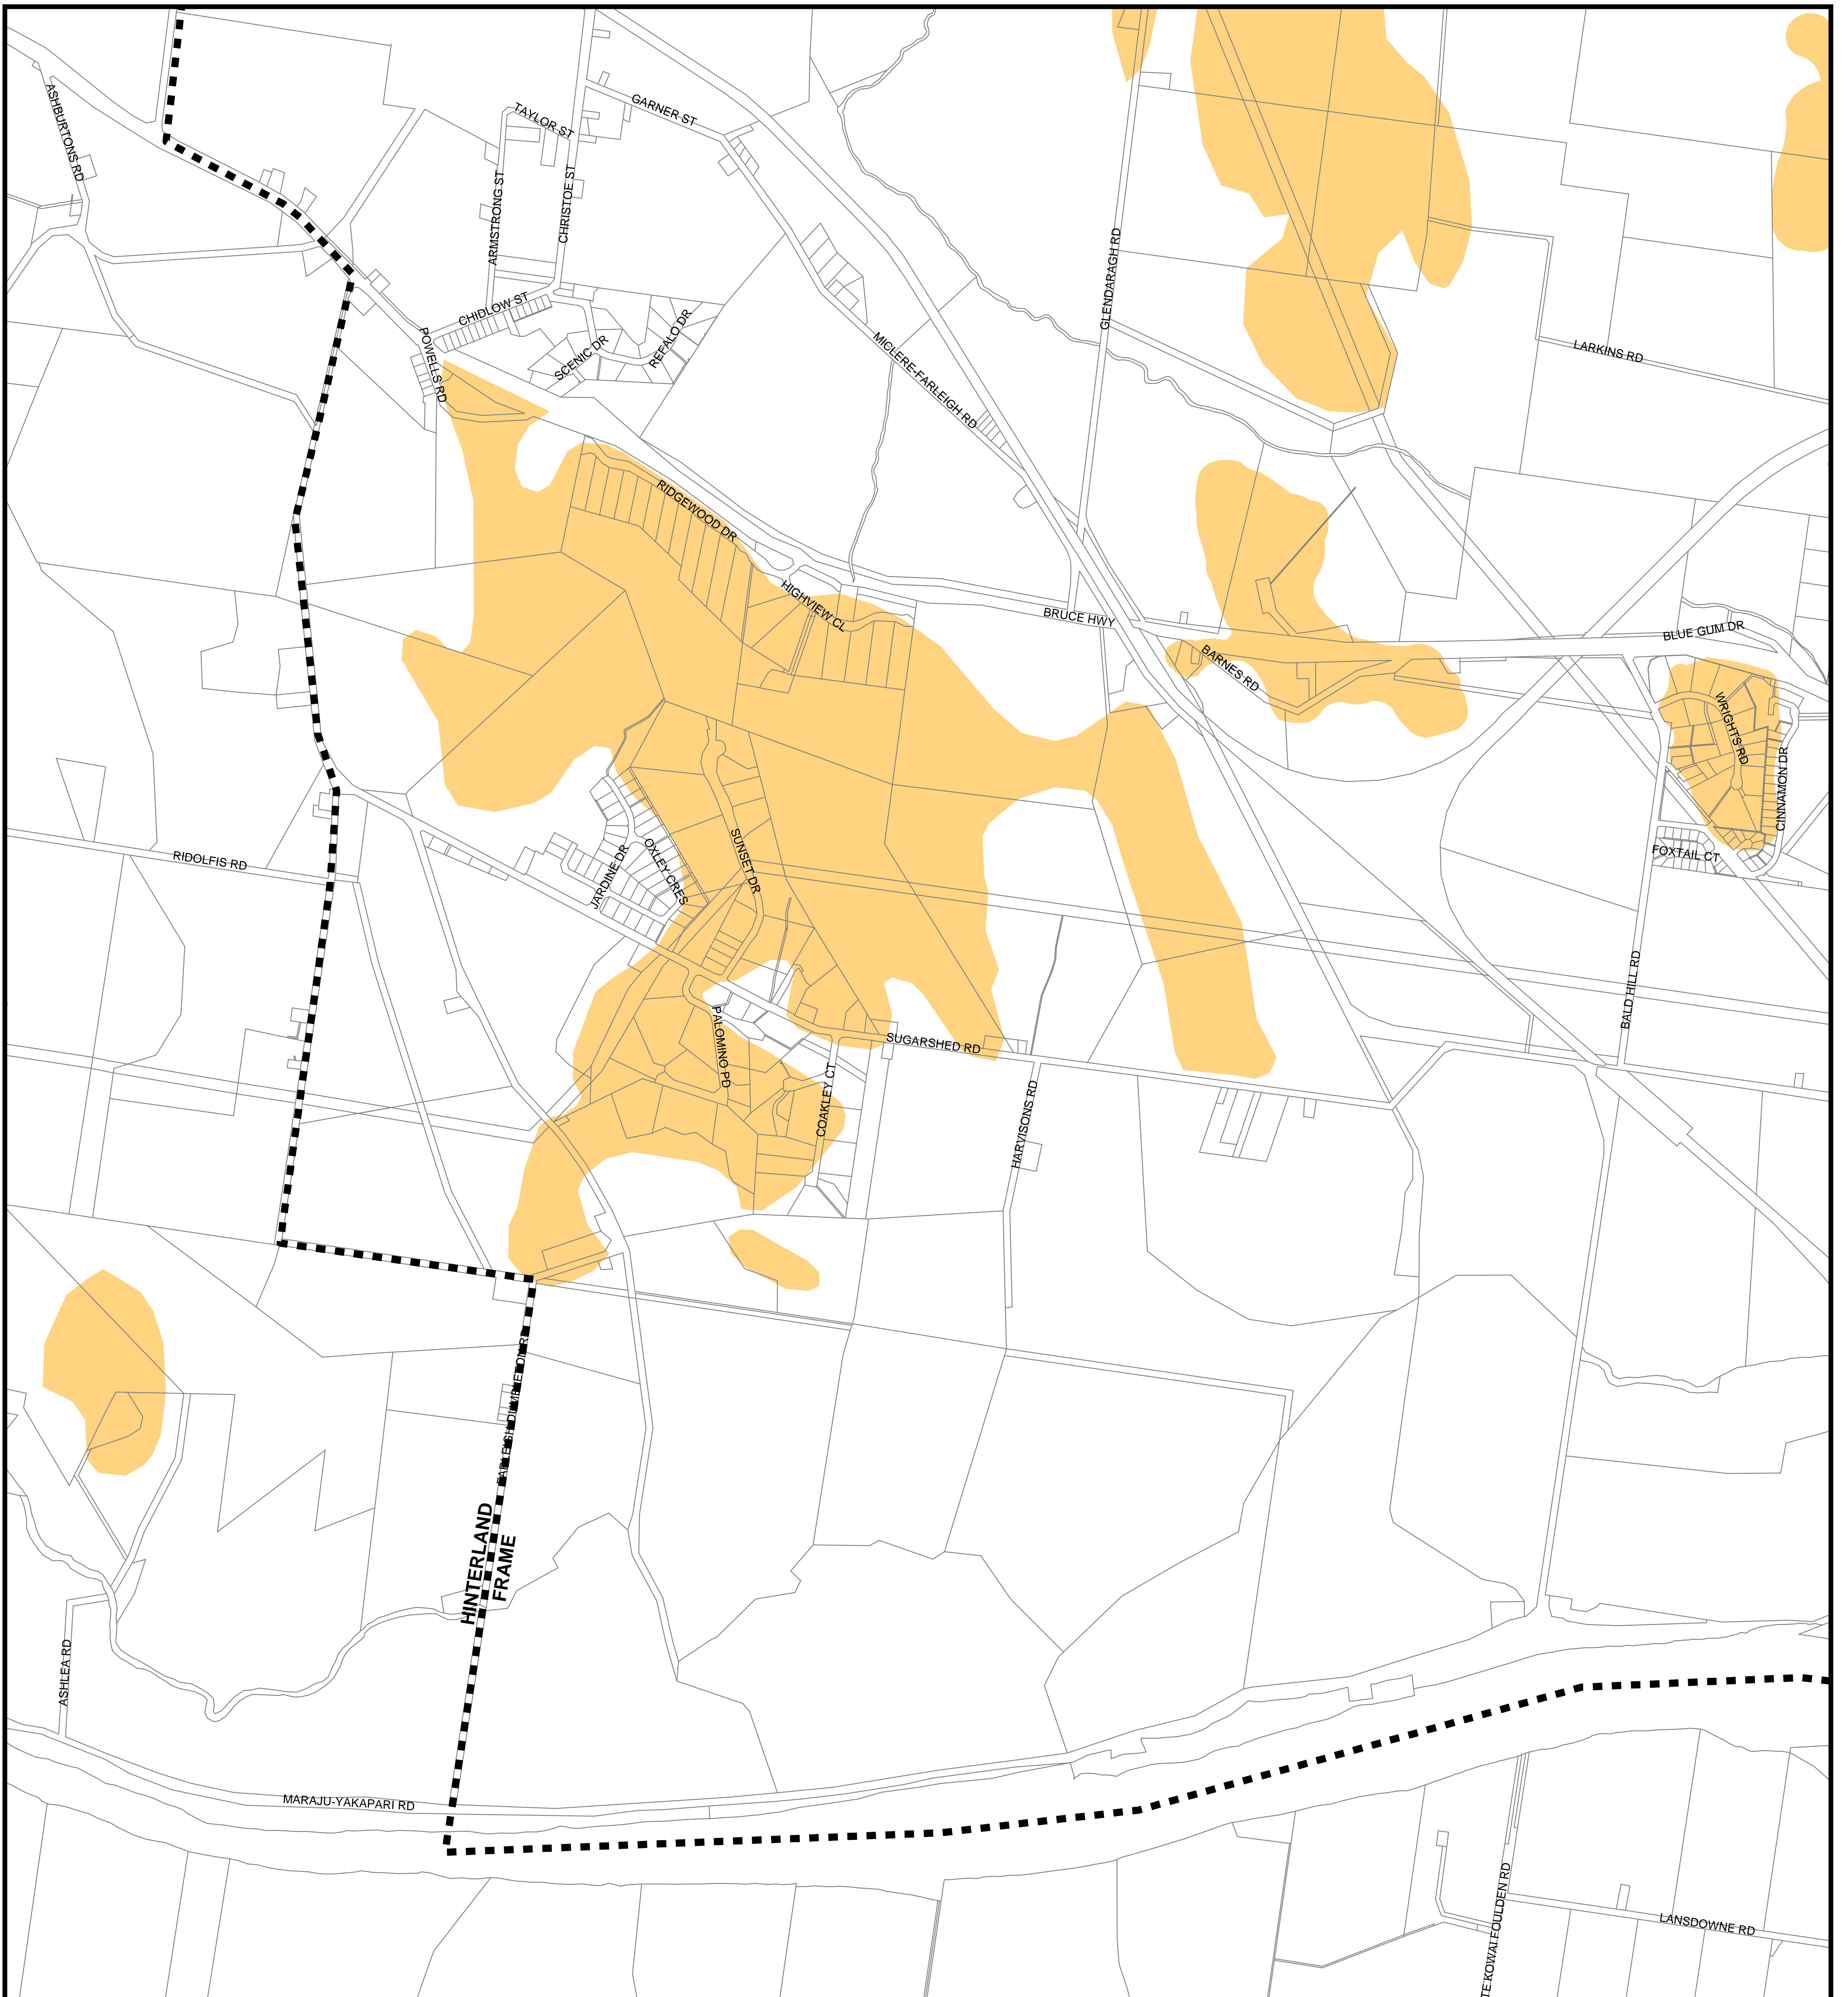 ASHBURTONS RD
TAYLOR ST
GARNER ST
ARMSTRONG ST
CHRISTOE ST
CHIDLOW ST
POWELLS RD
SCENIC DR
REFALO DR
GLENDARAGH RD
MICLERE-FARLEIGH RD
LARKINS RD
RIDGEWOOD DR
HIGHVIEW CL
BRUCE HWY
BARNES RD
BLUE GUM DR
WRIGHTS RD
CINNAMON DR
FOXTAIL CT
RIDOLFIS RD
JARDINE DR
OXLEY CRES
SUNSET DR
PALOMINO PD
COAKLEY CT
SUGARSHED RD
HARVISONS RD
BALD HILL RD
HINTERLAND
FRAME
ASHLEA RD
MARAJU-YAKAPARI RD
LANSDOWNE RD